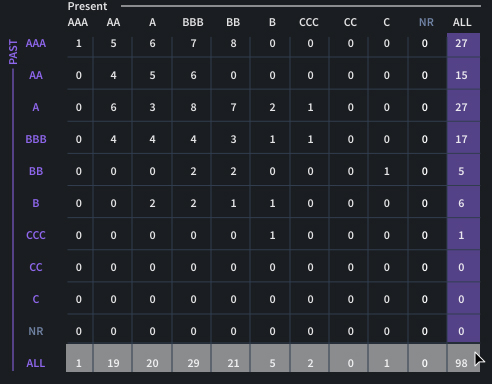 Present
AAA AA A BBB BB B CCC CC C NR ALL
PAST
AAA 1 5 6 7 8 0 0 0 0 0 27
AA 0 4 5 6 0 0 0 0 0 0 15
A 0 6 3 8 7 2 1 0 0 0 27
BBB 0 4 4 4 3 1 1 0 0 0 17
BB 0 0 0 2 2 0 0 0 1 0 5
B 0 0 2 2 1 1 0 0 0 0 6
CCC 0 0 0 0 0 1 0 0 0 0 1
CC 0 0 0 0 0 0 0 0 0 0 0
C 0 0 0 0 0 0 0 0 0 0 0
NR 0 0 0 0 0 0 0 0 0 0 0
ALL 1 19 20 29 21 5 2 0 1 0 98